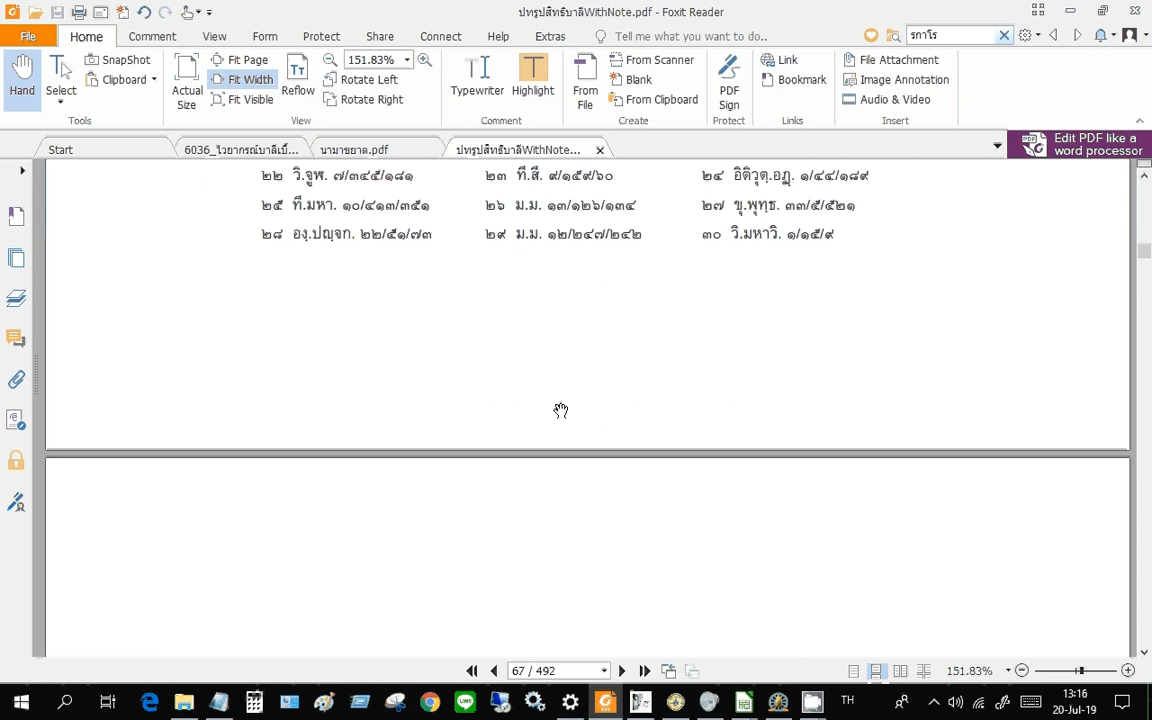 ปทรูปสิทธิบาลีWithNote.pdf - Foxit Reader
File Home Comment View Form Protect Share Connect Help Extras Tell me what you want to do.. รกาโร
SnapShot Fit Page 151.83% From Scanner Link File Attachment
Clipboard Fit Width Rotate Left Blank Bookmark Image Annotation
Hand Select Actual Size Fit Visible Reflow Rotate Right Typewriter Highlight From File From Clipboard PDF Sign Audio & Video
Tools View Comment Create Protect Links Insert
Edit PDF like a word processor
Start 6036_ไวยากรณ์บาลีเบื้... นามาขยาต.pdf ปทรูปสิทธิบาลีWithNote...
๒๒ วิ.จูฬ. ๗/๓๔๕/๑๘๑ ๒๓ ที.สี. ๙/๑๕๙/๖๐ ๒๔ อิติวุตฺ.อฏฺ. ๑/๔๔/๑๘๙
๒๕ ที.มหา. ๑๐/๔๑๓/๓๕๑ ๒๖ ม.ม. ๑๓/๑๒๖/๑๓๔ ๒๗ ขุ.พุทฺธ. ๓๓/๕/๕๒๑
๒๘ องฺ.ปญฺจก. ๒๒/๕๑/๗๓ ๒๙ ม.ม. ๑๒/๒๔๗/๒๔๒ ๓๐ วิ.มหาวิ. ๑/๑๕/๙
67 / 492 151.83%
TH 13:16
20-Jul-19